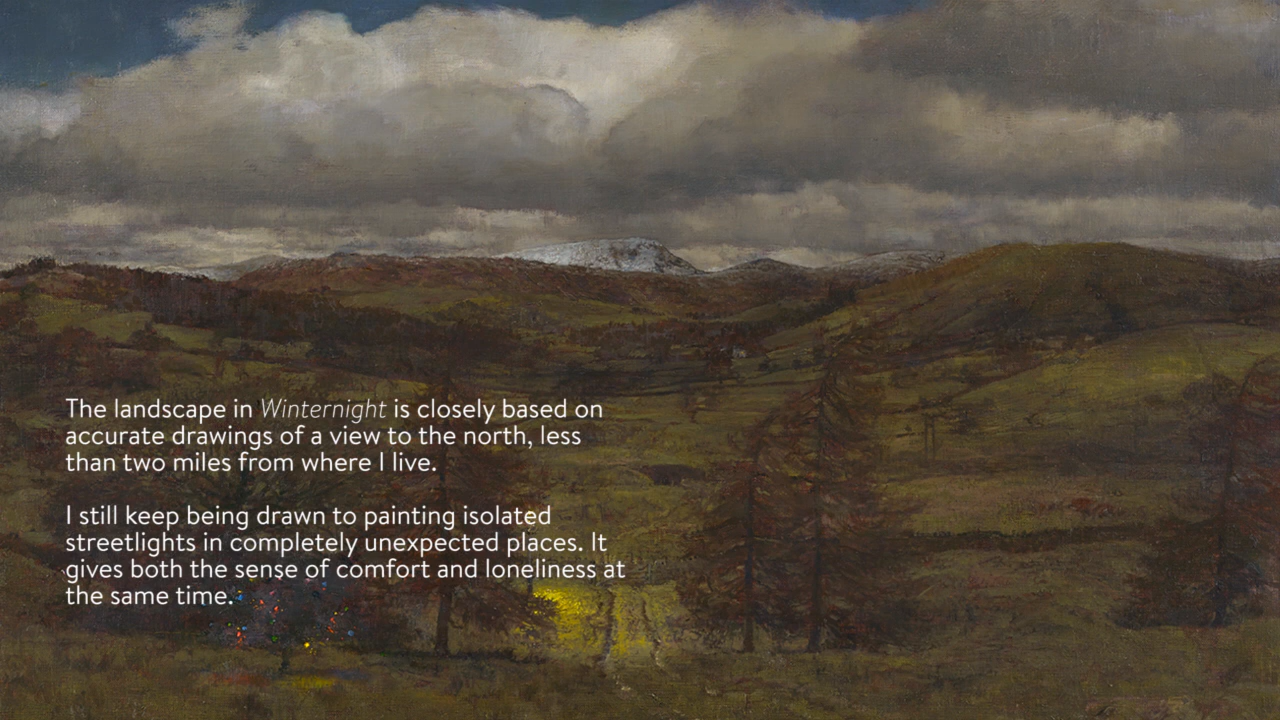 The landscape in Winternight is closely based on
accurate drawings of a view to the north, less
than two miles from where I live.
I still keep being drawn to painting isolated
streetlights in completely unexpected places. It
gives both the sense of comfort and loneliness at
the same time.